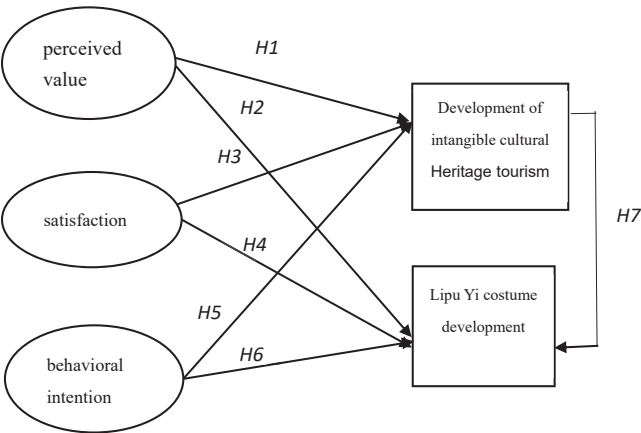 perceived
value
H1
H2
Development of
intangible cultural
Heritage tourism
H3
satisfaction
H7
H4
Lipu Yi costume
development
H5
H6
behavioral
intention